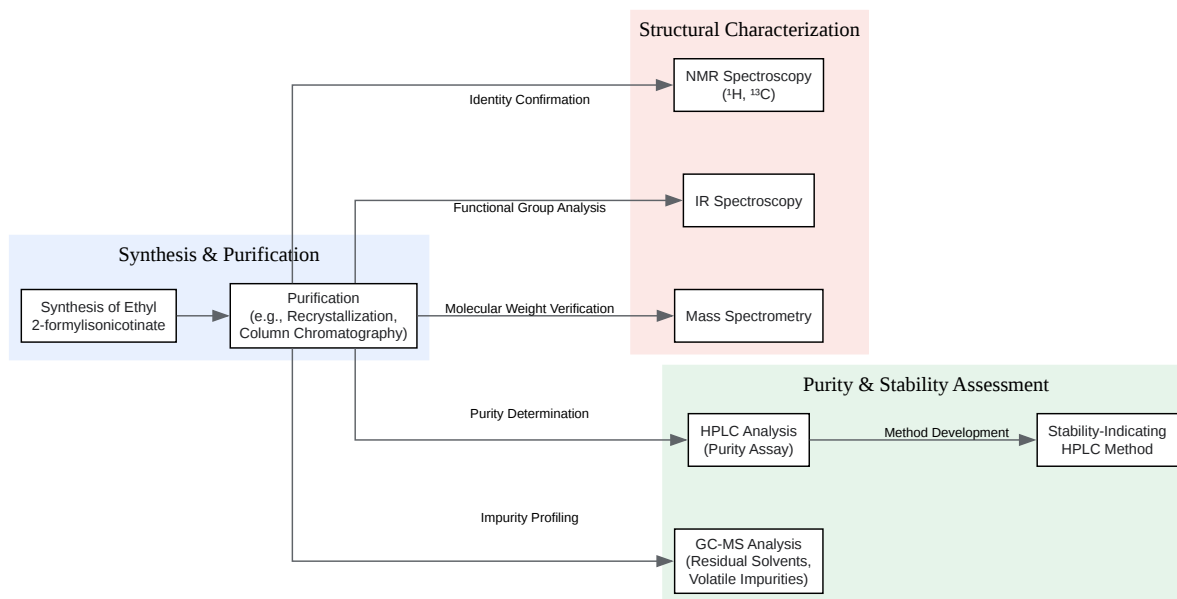 Structural Characterization
NMR Spectroscopy
(¹H, ¹³C)
Identity Confirmation
IR Spectroscopy
Functional Group Analysis
Synthesis & Purification
Synthesis of Ethyl
2-formylisonicotinate
Purification
(e.g., Recrystallization,
Column Chromatography)
Molecular Weight Verification
Mass Spectrometry
Purity & Stability Assessment
Purity Determination
HPLC Analysis
(Purity Assay)
Method Development
Stability-Indicating
HPLC Method
Impurity Profiling
GC-MS Analysis
(Residual Solvents,
Volatile Impurities)